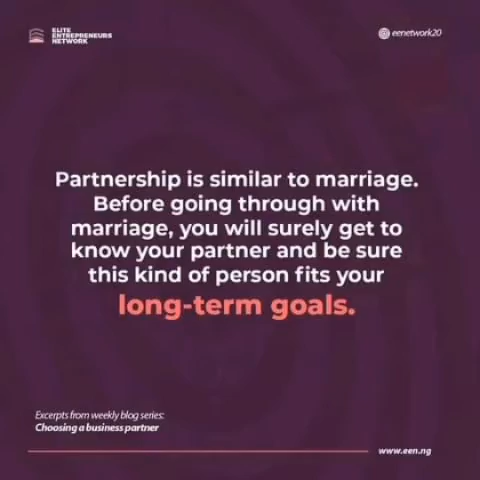 ELITE
ENTREPRENEURS
NETWORK
@eenetwork20
Partnership is similar to marriage.
Before going through with
marriage, you will surely get to
know your partner and be sure
this kind of person fits your
long-term goals.
Excerpts from weekly blog series:
Choosing a business partner
www.een.ng